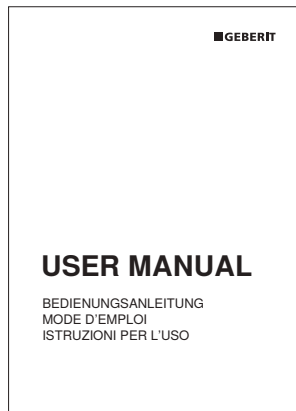 GEBERIT
USER MANUAL
BEDIENUNGSANLEITUNG
MODE D'EMPLOI
ISTRUZIONI PER L'USO